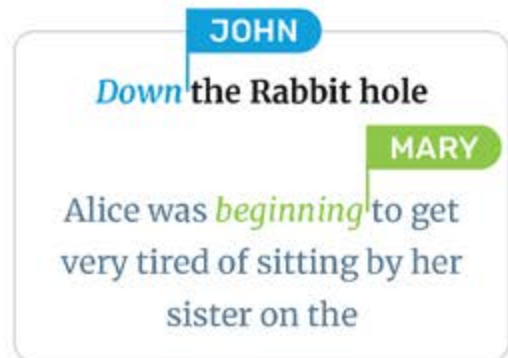 JOHN
Down the Rabbit hole
MARY
Alice was beginning to get
very tired of sitting by her
sister on the